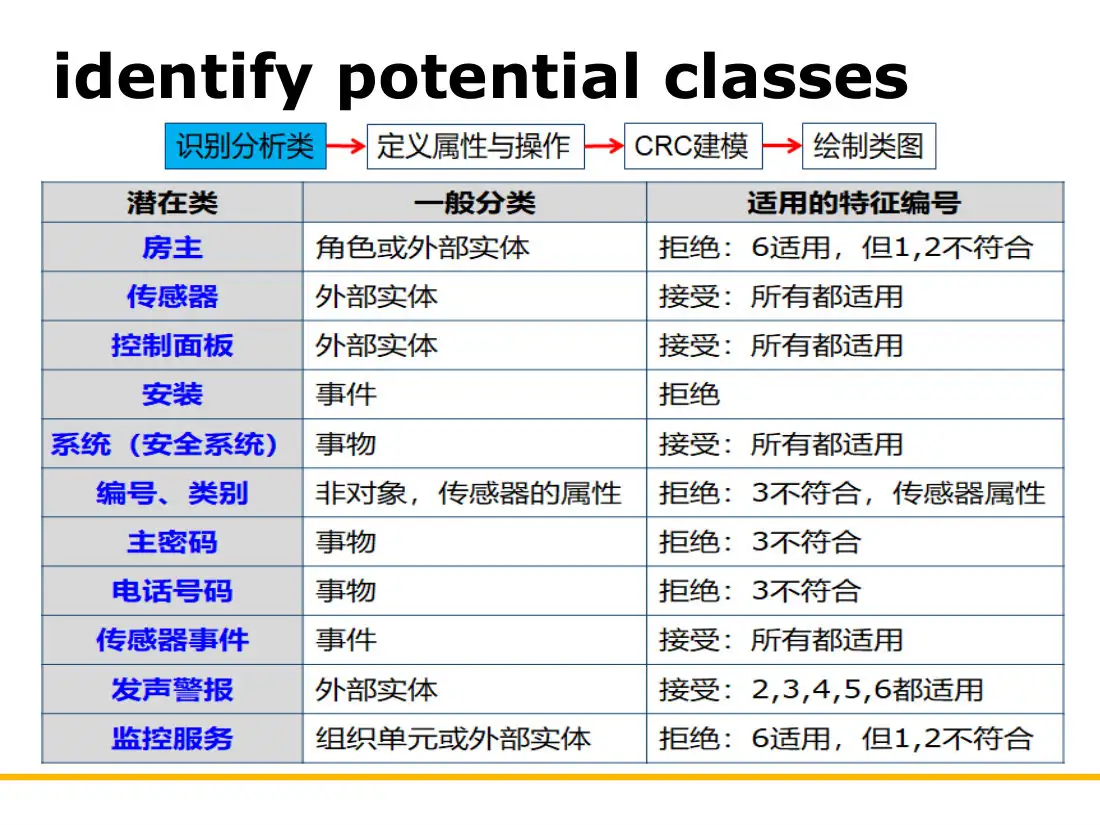 identify potential classes
识别分析类 定义属性与操作 CRC建模 绘制类图
潜在类 一般分类 适用的特征编号
房主 角色或外部实体 拒绝：6适用，但1,2不符合
传感器 外部实体 接受：所有都适用
控制面板 外部实体 接受：所有都适用
安装 事件 拒绝
系统（安全系统） 事物 接受：所有都适用
编号、类别 非对象，传感器的属性 拒绝：3不符合，传感器属性
主密码 事物 拒绝：3不符合
电话号码 事物 拒绝：3不符合
传感器事件 事件 接受：所有都适用
发声警报 外部实体 接受：2,3,4,5,6都适用
监控服务 组织单元或外部实体 拒绝：6适用，但1,2不符合